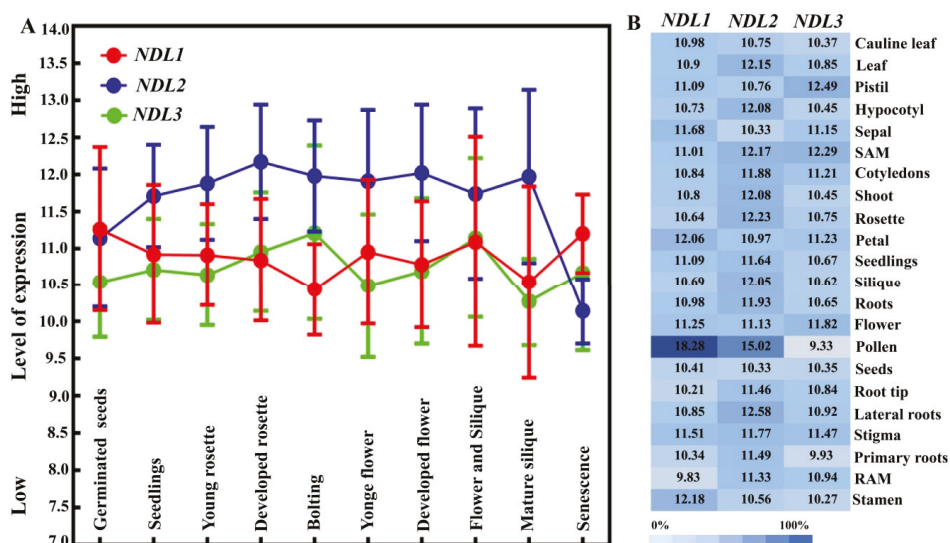 A
14.0
13.5
13.0
12.5
12.0
11.5
11.0
10.5
10.0
9.5
9.0
8.5
8.0
7.5
7.0
High
Level of expression
Low
NDL1
NDL2
NDL3
Germinated seeds
Seedlings
Young rosette
Developed rosette
Bolting
Yonge flower
Developed flower
Flower and Silique
Mature silique
Senescence
B
NDL1 NDL2 NDL3
10.98 10.75 10.37 Cauline leaf
10.9 12.15 10.85 Leaf
11.09 10.76 12.49 Pistil
10.73 12.08 10.45 Hypocotyl
11.68 10.33 11.15 Sepal
11.01 12.17 12.29 SAM
10.84 11.88 11.21 Cotyledons
10.8 12.08 10.45 Shoot
10.64 12.23 10.75 Rosette
12.06 10.97 11.23 Petal
11.09 11.64 10.67 Seedlings
10.69 12.05 10.62 Silique
10.98 11.93 10.65 Roots
11.25 11.13 11.82 Flower
18.28 15.02 9.33 Pollen
10.41 10.33 10.35 Seeds
10.21 11.46 10.84 Root tip
10.85 12.58 10.92 Lateral roots
11.51 11.77 11.47 Stigma
10.34 11.49 9.93 Primary roots
9.83 11.33 10.94 RAM
12.18 10.56 10.27 Stamen
0% 100%